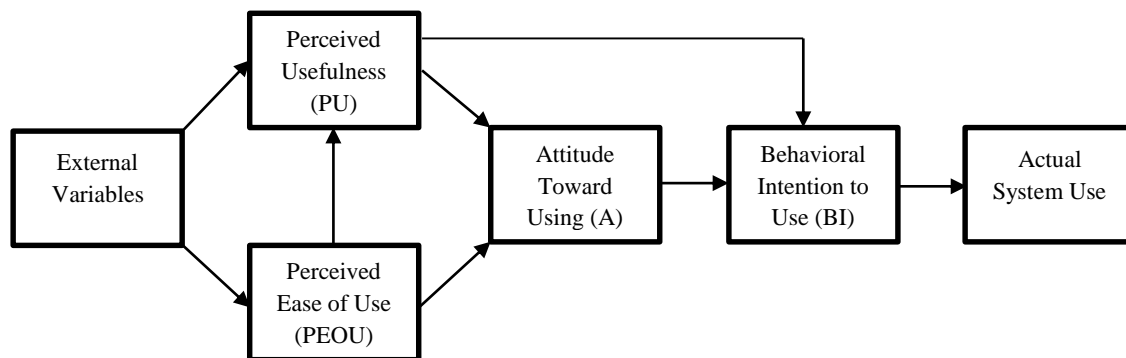 Perceived
Usefulness
(PU)
External
Variables
Attitude
Toward
Using (A)
Behavioral
Intention to
Use (BI)
Actual
System Use
Perceived
Ease of Use
(PEOU)